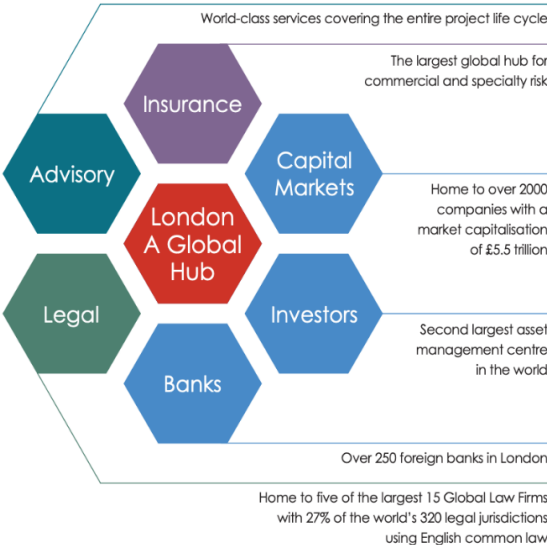 World-class services covering the entire project life cycle
The largest global hub for
commercial and specialty risk
Insurance
Capital
Markets
Advisory
Home to over 2000
companies with a
market capitalisation
of £5.5 trillion
London
A Global
Hub
Legal
Investors
Second largest asset
management centre
in the world
Banks
Over 250 foreign banks in London
Home to five of the largest 15 Global Law Firms
with 27% of the world's 320 legal jurisdictions
using English common law